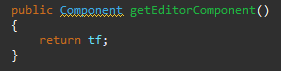 public Component getEditorComponent()
{
    return tf;
}